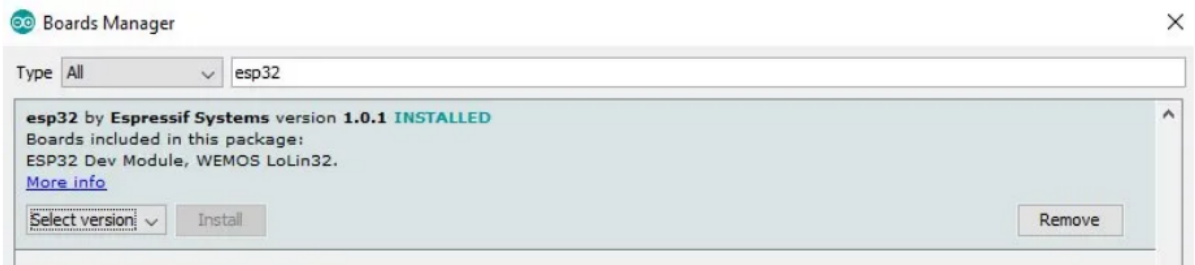 Boards Manager
Type All esp32
esp32 by Espressif Systems version 1.0.1 INSTALLED
Boards included in this package:
ESP32 Dev Module, WEMOS LoLin32.
More info
Select version Install Remove